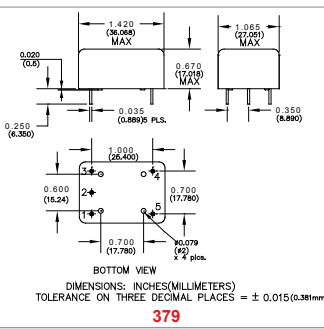 1.420
(36.068)
MAX
1.065
(27.051)
MAX
0.020
(0.5)
0.670
(17.018)
MAX
0.035
(0.889)5 PLS.
0.250
(6.350)
0.350
(8.890)
1.000
(25.400)
3
4
0.600
(15.24)
2
0.700
(17.780)
1
5
0.700
(17.780)
ø0.079
(ø2)
x 4 plcs.
BOTTOM VIEW
DIMENSIONS: INCHES(MILLIMETERS)
TOLERANCE ON THREE DECIMAL PLACES = ± 0.015(0.381mm
379